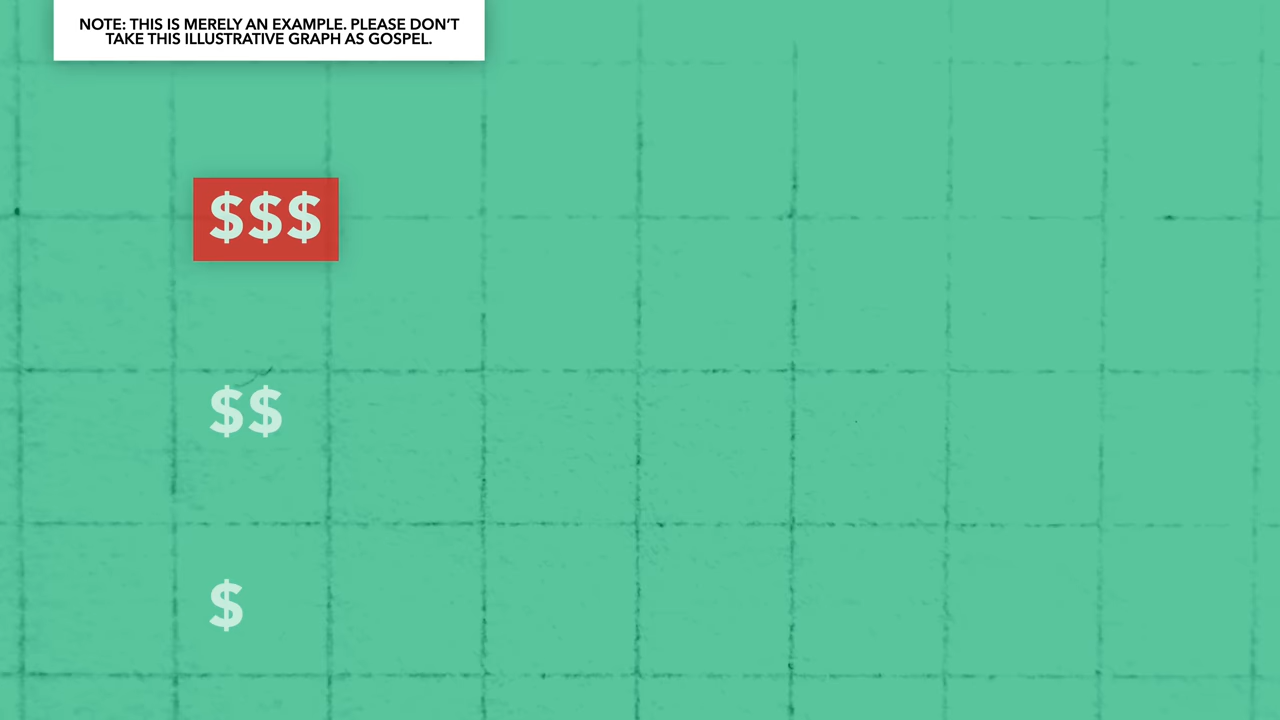 NOTE: THIS IS MERELY AN EXAMPLE. PLEASE DON'T
TAKE THIS ILLUSTRATIVE GRAPH AS GOSPEL.
$$$
$$
$